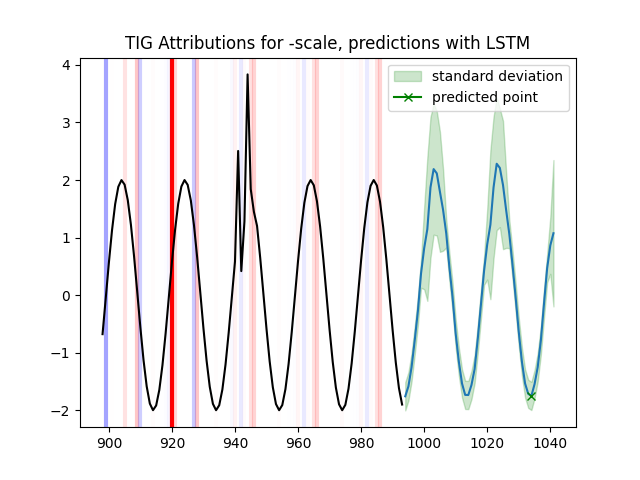 TIG Attributions for -scale, predictions with LSTM
standard deviation
predicted point
4
3
2
1
0
−1
−2
900 920 940 960 980 1000 1020 1040